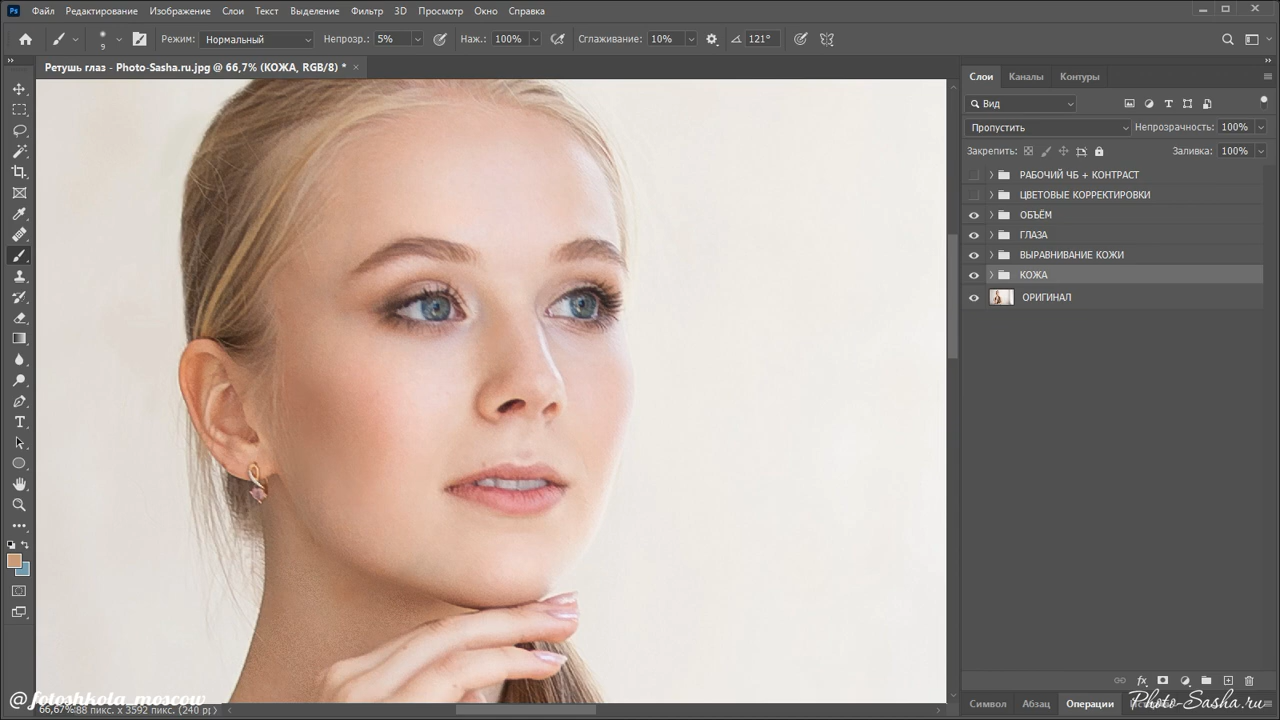 Ps Файл Редактирование Изображение Слои Текст Выделение Фильтр 3D Просмотр Окно Справка
9 Режим: Нормальный Непрозр.: 5% Наж.: 100% Сглаживание: 10% 121°
Ретушь глаз - Photo-Sasha.ru.jpg @ 66,7% (КОЖА, RGB/8) *
Слои Каналы Контуры
Вид
Пропустить Непрозрачность: 100%
Закрепить: Заливка: 100%
РАБОЧИЙ ЧБ + КОНТРАСТ
ЦВЕТОВЫЕ КОРРЕКТИРОВКИ
ОБЪЁМ
ГЛАЗА
ВЫРАВНИВАНИЕ КОЖИ
КОЖА
ОРИГИНАЛ
@fotoshkola_moscow
Photo-Sasha.ru
Символ Абзац Операции
66,67% 88 пикс. x 3592 пикс. (240 p